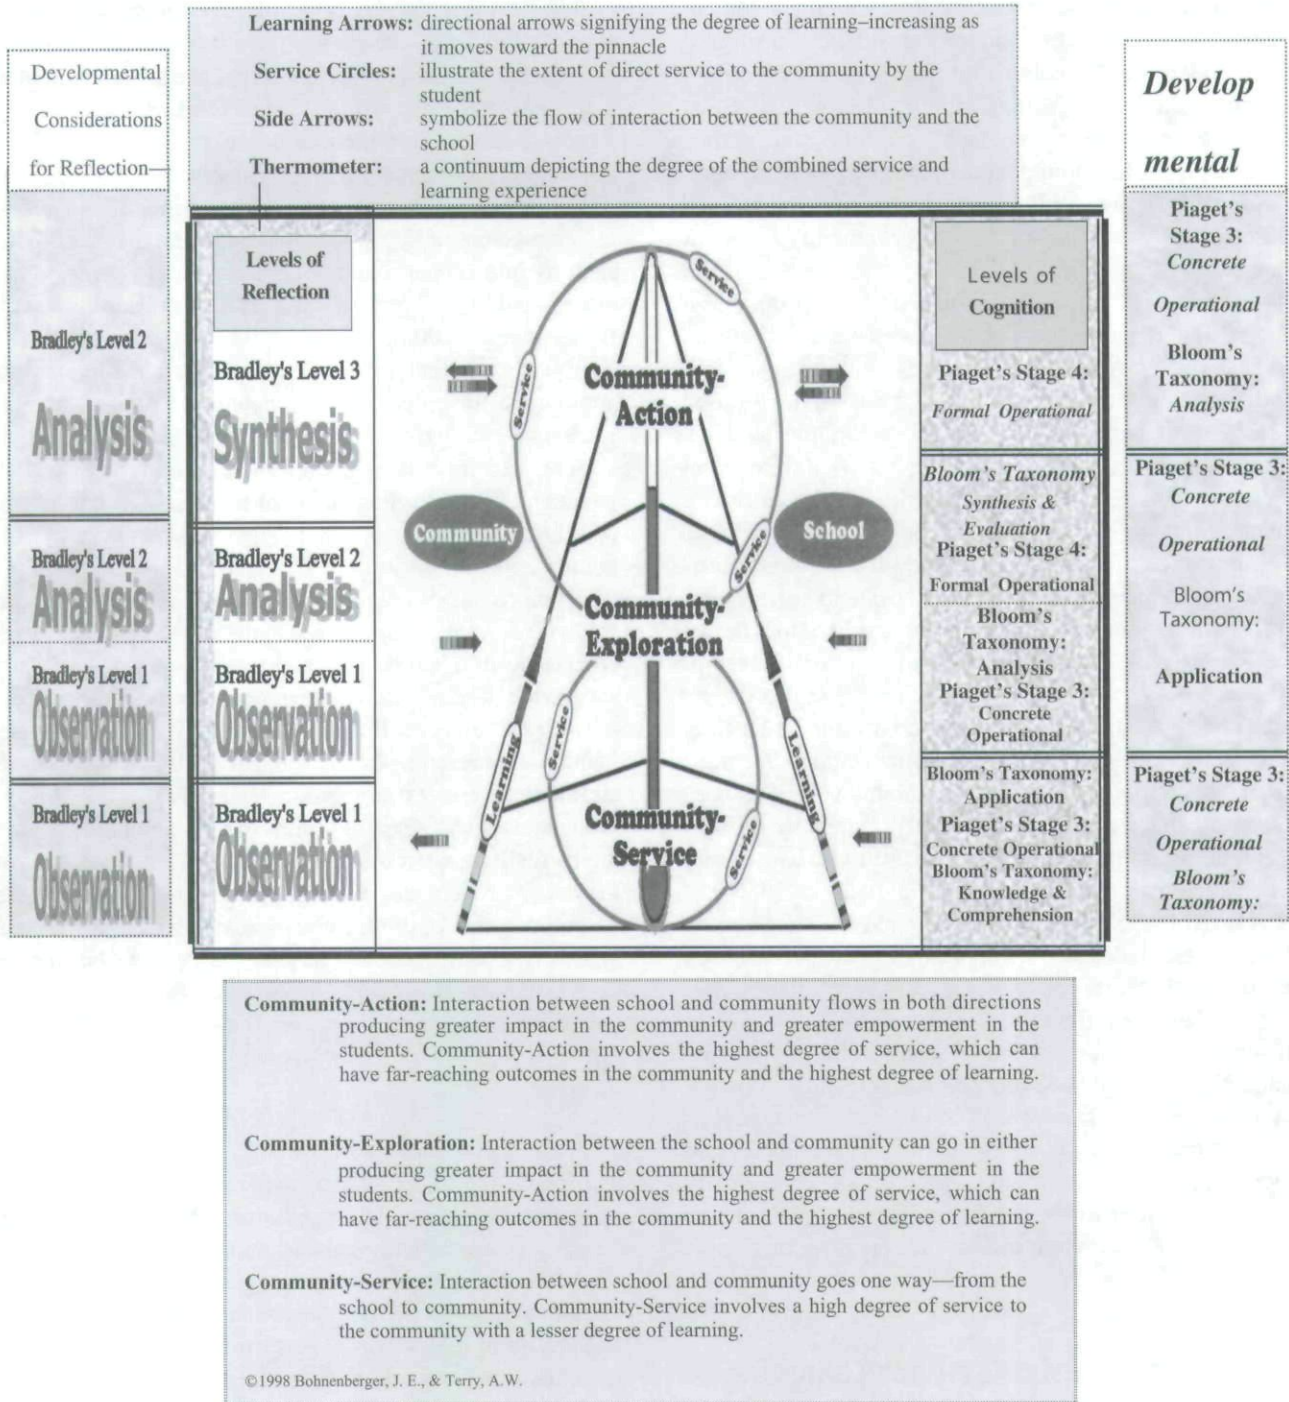 Learning Arrows: directional arrows signifying the degree of learning–increasing as
it moves toward the pinnacle
Service Circles: illustrate the extent of direct service to the community by the
student
Side Arrows: symbolize the flow of interaction between the community and the
school
Thermometer: a continuum depicting the degree of the combined service and
learning experience
Developmental
Considerations
for Reflection—
Bradley's Level 2
Analysis
Bradley's Level 2
Analysis
Bradley's Level 1
Observation
Bradley's Level 1
Observation
Levels of
Reflection
Bradley's Level 3
Synthesis
Bradley's Level 2
Analysis
Bradley's Level 1
Observation
Bradley's Level 1
Observation
Service
Service
Community-
Action
Community
School
Service
Community-
Exploration
Service
Learning
Learning
Community-
Service
Service
Levels of
Cognition
Piaget's Stage 4:
Formal Operational
Bloom's Taxonomy
Synthesis &
Evaluation
Piaget's Stage 4:
Formal Operational
Bloom's
Taxonomy:
Analysis
Piaget's Stage 3:
Concrete
Operational
Bloom's Taxonomy:
Application
Piaget's Stage 3:
Concrete Operational
Bloom's Taxonomy:
Knowledge &
Comprehension
Develop
mental
Piaget's
Stage 3:
Concrete
Operational
Bloom's
Taxonomy:
Analysis
Piaget's Stage 3:
Concrete
Operational
Bloom's
Taxonomy:
Application
Piaget's Stage 3:
Concrete
Operational
Bloom's
Taxonomy:
Community-Action: Interaction between school and community flows in both directions
producing greater impact in the community and greater empowerment in the
students. Community-Action involves the highest degree of service, which can
have far-reaching outcomes in the community and the highest degree of learning.
Community-Exploration: Interaction between the school and community can go in either
producing greater impact in the community and greater empowerment in the
students. Community-Action involves the highest degree of service, which can
have far-reaching outcomes in the community and the highest degree of learning.
Community-Service: Interaction between school and community goes one way—from the
school to community. Community-Service involves a high degree of service to
the community with a lesser degree of learning.
©1998 Bohnenberger, J. E., & Terry, A.W.